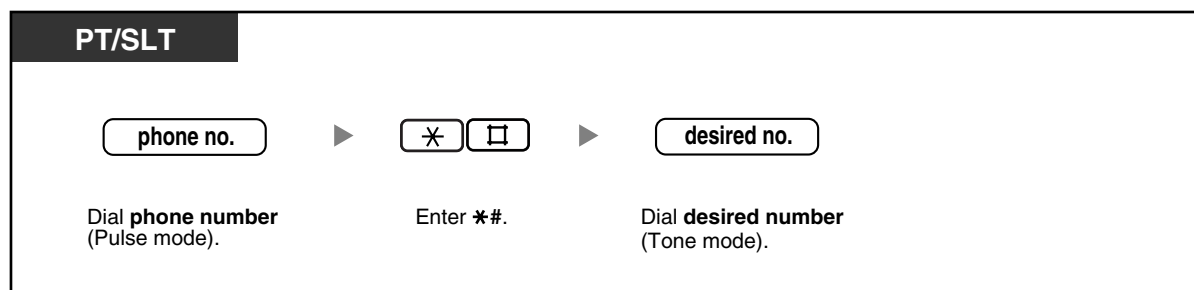 PT/SLT
phone no.
✱ #
desired no.
Dial phone number
(Pulse mode).
Enter ✱#.
Dial desired number
(Tone mode).